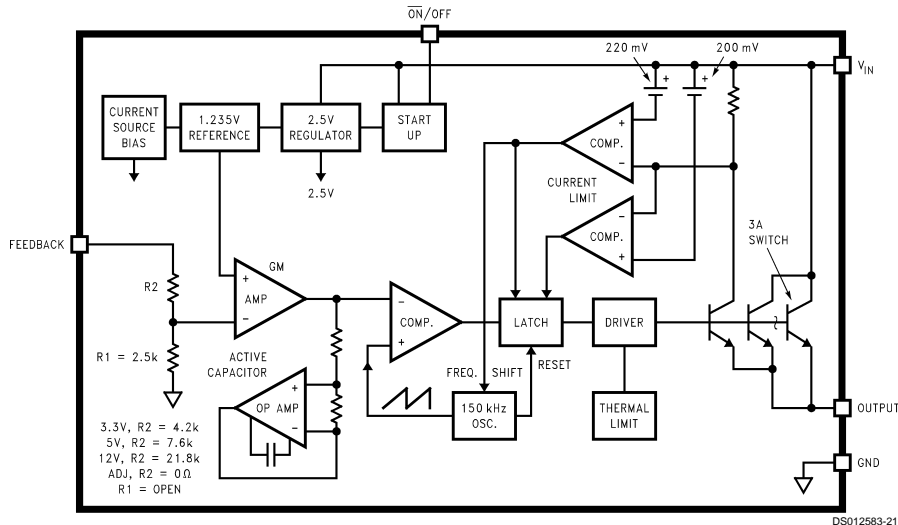 ON/OFF
220 mV
200 mV
+
+
VIN
CURRENT
SOURCE
BIAS
1.235V
REFERENCE
2.5V
REGULATOR
START
UP
2.5V
+
COMP.
−
CURRENT
LIMIT
−
COMP.
+
3A
SWITCH
FEEDBACK
R2
GM
+
AMP
−
−
COMP.
+
LATCH
DRIVER
R1 = 2.5k
ACTIVE
CAPACITOR
FREQ. SHIFT
RESET
+
OP AMP
−
150 kHz
OSC.
THERMAL
LIMIT
OUTPUT
3.3V, R2 = 4.2k
5V, R2 = 7.6k
12V, R2 = 21.8k
ADJ, R2 = 0Ω
R1 = OPEN
GND
DS012583-21